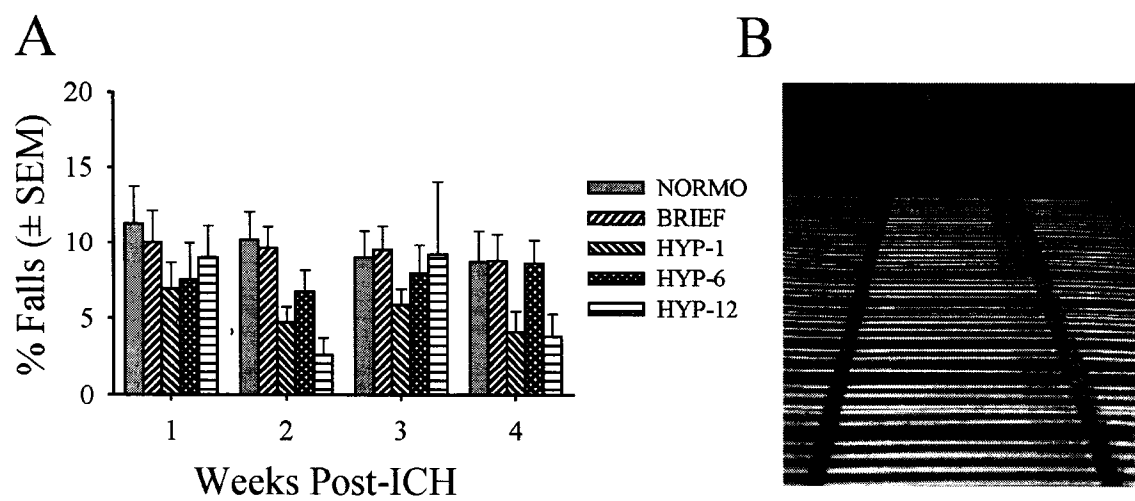 A
B
% Falls (± SEM)
20
15
10
5
0
1
2
3
4
Weeks Post-ICH
NORMO
BRIEF
HYP-1
HYP-6
HYP-12